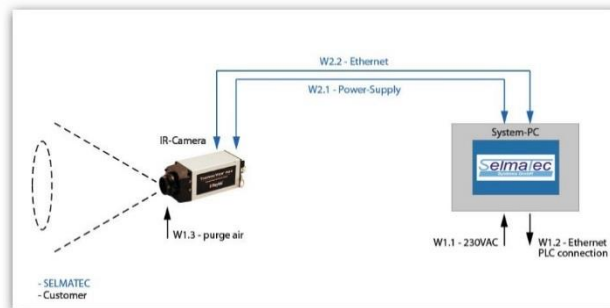 W2.2 - Ethernet
W2.1 - Power-Supply
IR-Camera
System-PC
Selmatec
W1.3 - purge air
W1.1 - 230VAC
W1.2 - Ethernet
PLC connection
- SELMATEC
- Customer